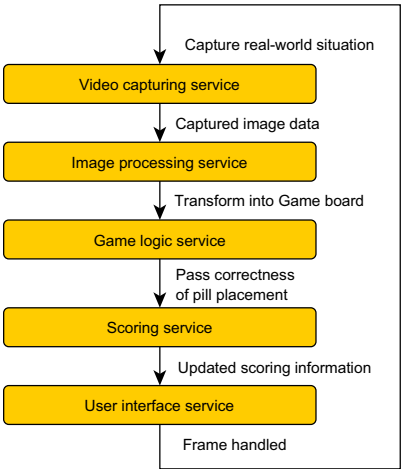 Capture real-world situation
Video capturing service
Captured image data
Image processing service
Transform into Game board
Game logic service
Pass correctness
of pill placement
Scoring service
Updated scoring information
User interface service
Frame handled